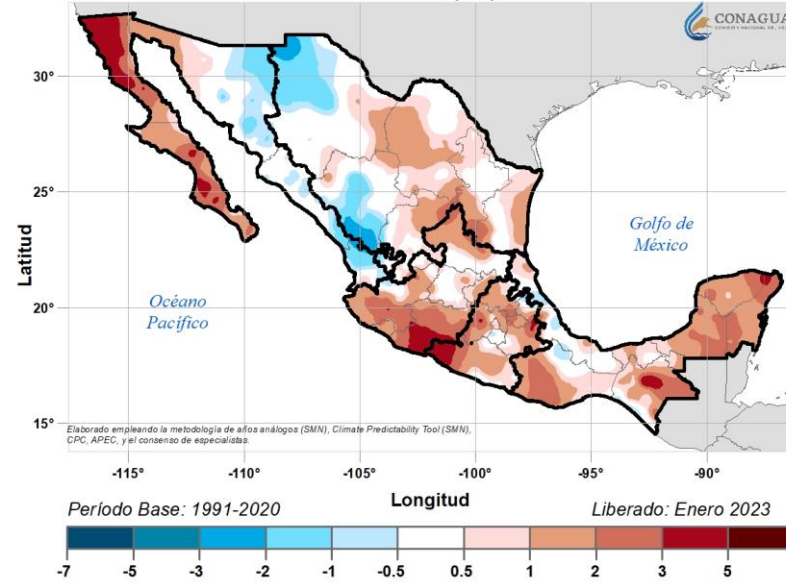 CONAGUA
30°
25°
20°
15°
Latitud
Golfo de
México
Océano
Pacífico
Elaborado empleando la metodología de años análogos (SMN), Climate Predictability Tool (SMN),
CPC, APEC, y el consenso de especialistas.
-115° -110° -105° -100° -95° -90°
Longitud
Período Base: 1991-2020 Liberado: Enero 2023
-7 -5 -3 -2 -1 -0.5 0.5 1 2 3 5